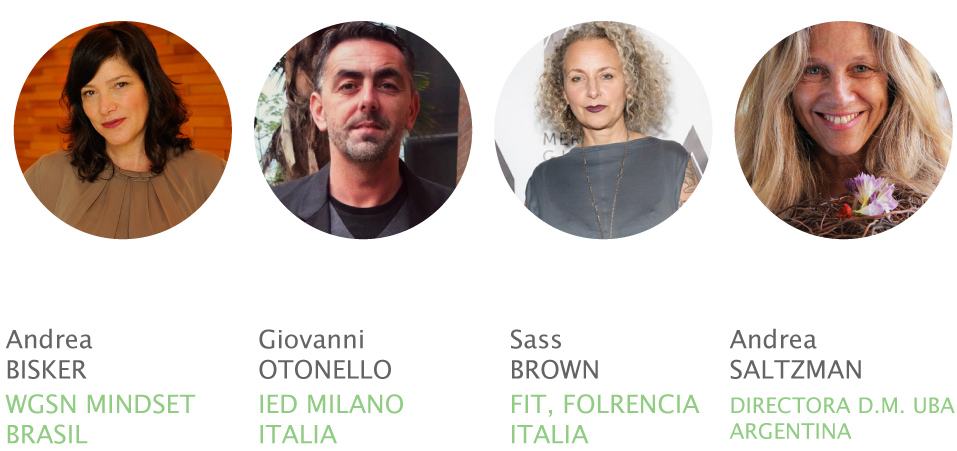 Andrea
BISKER
WGSN MINDSET
BRASIL
Giovanni
OTONELLO
IED MILANO
ITALIA
Sass
BROWN
FIT, FOLRENCIA
ITALIA
Andrea
SALTZMAN
DIRECTORA D.M. UBA
ARGENTINA